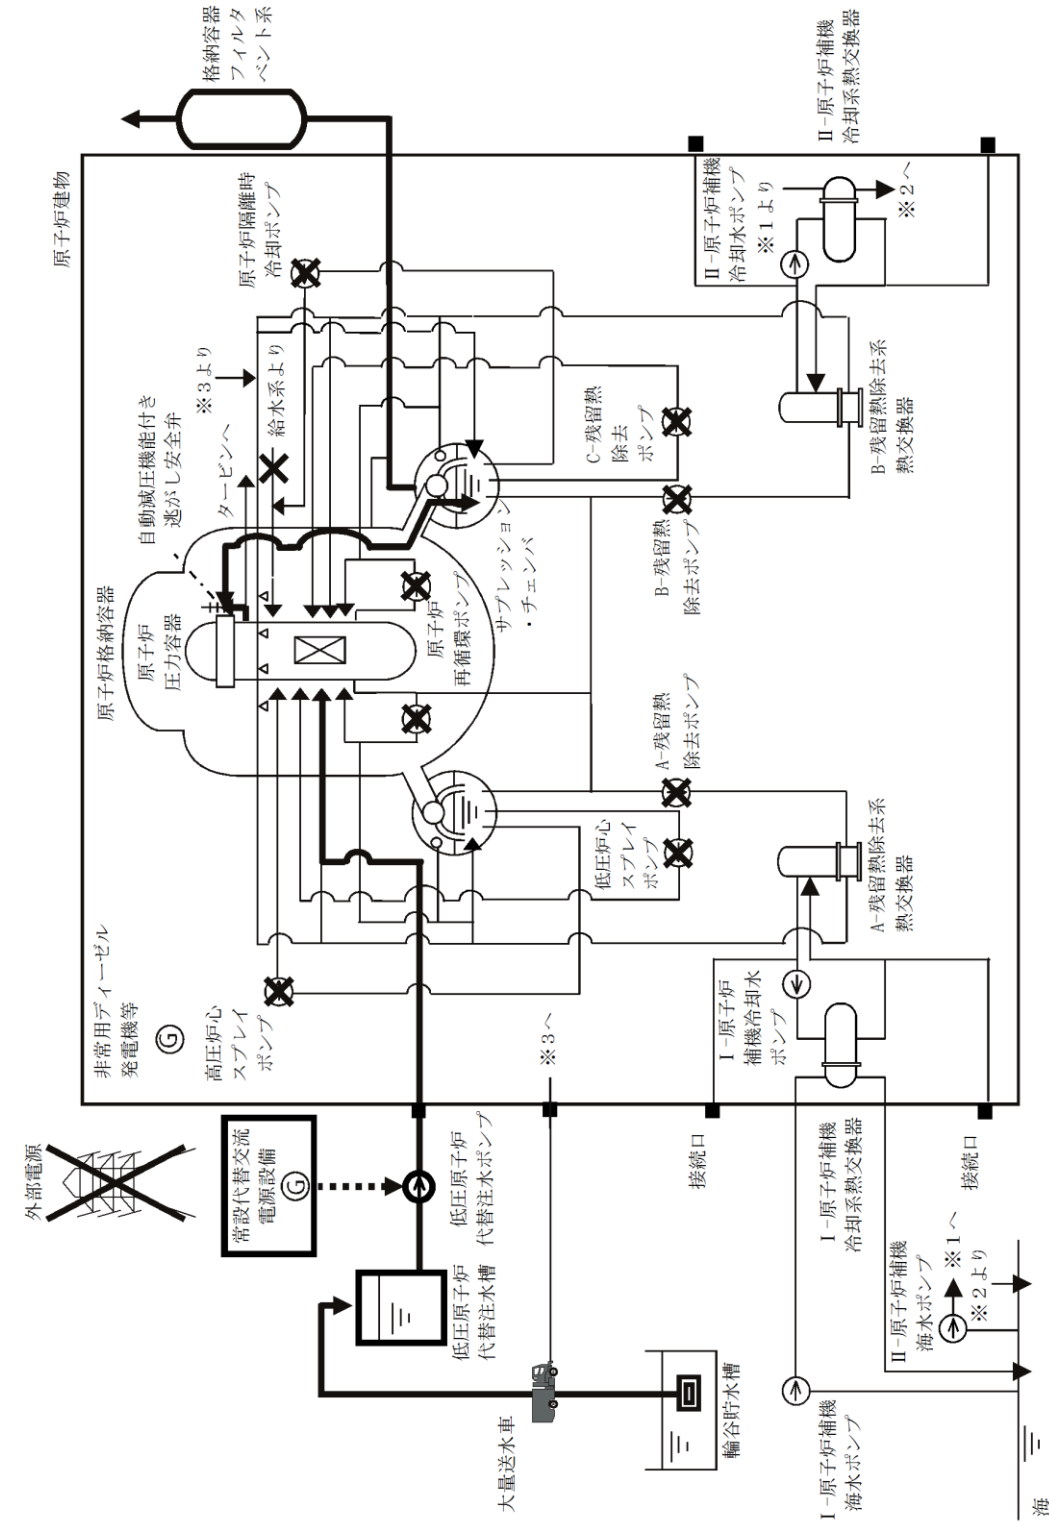 外部電源
非常用ディーゼル
発電機等
G
常設代替交流
電源設備
G
高圧炉心
スプレイ
ポンプ
低圧原子炉
代替注水ポンプ
低圧原子炉
代替注水槽
大量送水車
輪谷貯水槽
※3へ
接続口
接続口
原子炉建物
原子炉格納容器
原子炉
圧力容器
自動減圧機能付き
逃がし安全弁
タービンへ
※3より
給水系より
原子炉隔離時
冷却ポンプ
格納容器
フィルタ
ベント系
原子炉
再循環ポンプ
サプレッション
・チェンバ
低圧炉心
スプレイ
ポンプ
A-残留熱
除去ポンプ
B-残留熱
除去ポンプ
C-残留熱
除去
ポンプ
A-残留熱除去系
熱交換器
B-残留熱除去系
熱交換器
Ⅰ-原子炉
補機冷却水
ポンプ
Ⅰ-原子炉補機
冷却系熱交換器
Ⅱ-原子炉補機
冷却水ポンプ
※1より
※2へ
Ⅱ-原子炉補機
冷却系熱交換器
Ⅱ-原子炉補機
海水ポンプ
※1へ
※2より
Ⅰ-原子炉補機
海水ポンプ
海